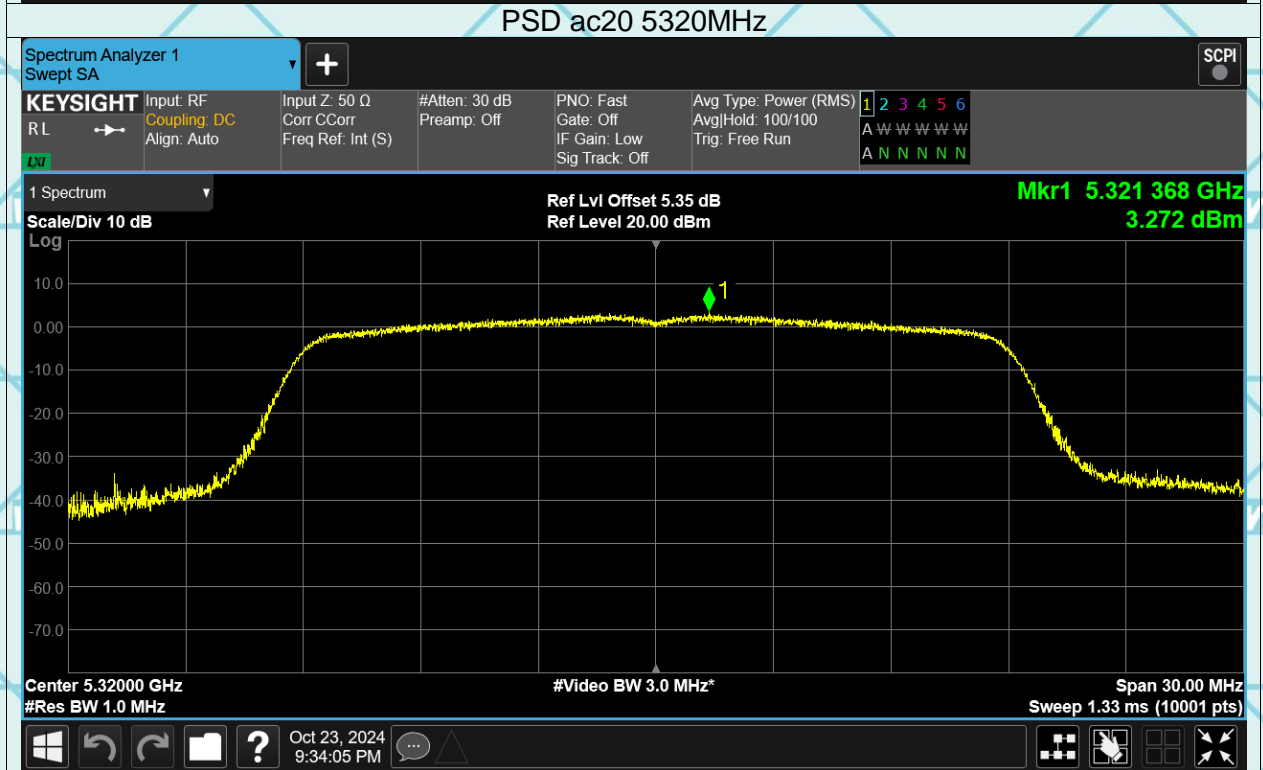 PSD ac20 5320MHz
Spectrum Analyzer 1
Swept SA
SCPI
KEYSIGHT
RL
LXI
Input: RF
Coupling: DC
Align: Auto
Input Z: 50 Ω
Corr CCorr
Freq Ref: Int (S)
#Atten: 30 dB
Preamp: Off
PNO: Fast
Gate: Off
IF Gain: Low
Sig Track: Off
Avg Type: Power (RMS)
Avg|Hold: 100/100
Trig: Free Run
1 2 3 4 5 6
A W W W W W
A N N N N N
1 Spectrum
Scale/Div 10 dB
Log
Ref Lvl Offset 5.35 dB
Ref Level 20.00 dBm
Mkr1 5.321 368 GHz
3.272 dBm
1
10.0
0.00
-10.0
-20.0
-30.0
-40.0
-50.0
-60.0
-70.0
Center 5.32000 GHz
#Video BW 3.0 MHz*
Span 30.00 MHz
#Res BW 1.0 MHz
Sweep 1.33 ms (10001 pts)
?
Oct 23, 2024
9:34:05 PM